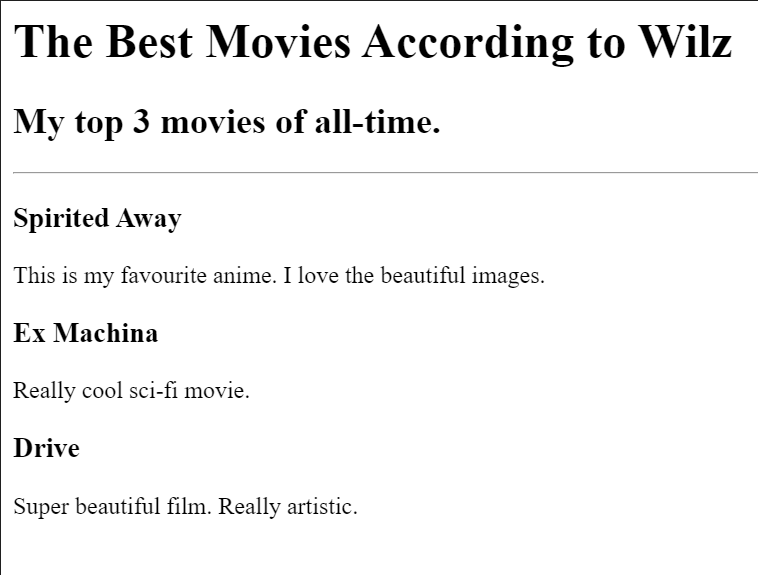 The Best Movies According to Wilz
My top 3 movies of all-time.
Spirited Away
This is my favourite anime. I love the beautiful images.
Ex Machina
Really cool sci-fi movie.
Drive
Super beautiful film. Really artistic.